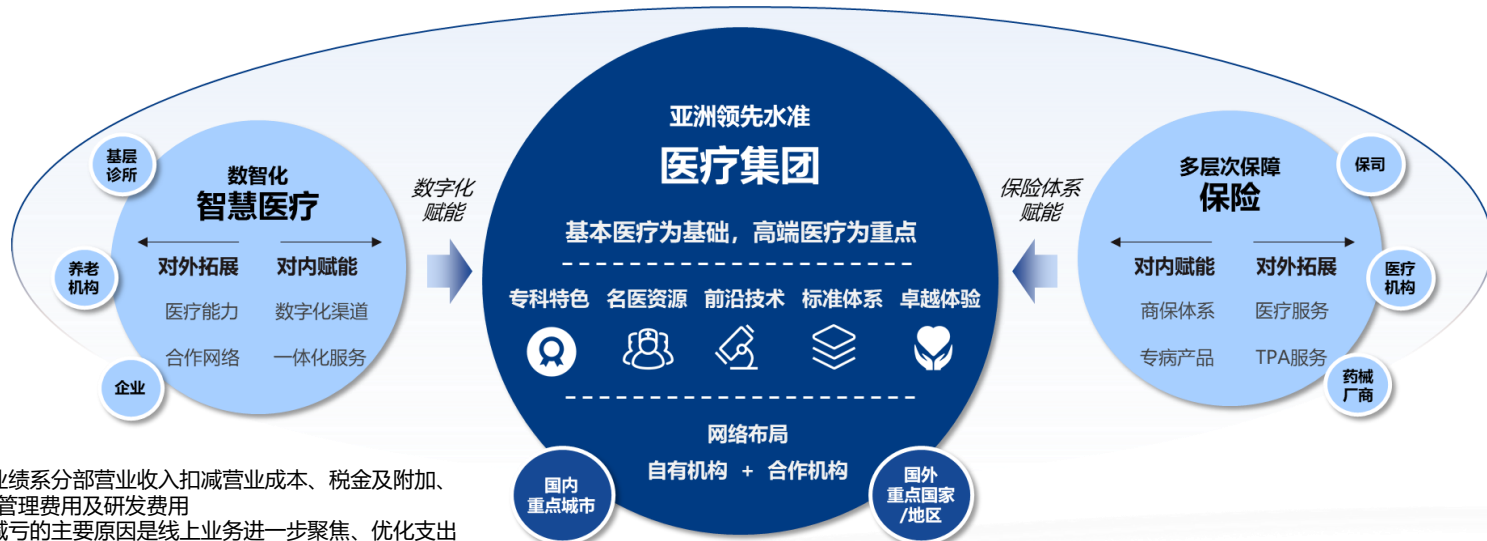 基层
诊所
养老
机构
企业
数智化
智慧医疗
对外拓展
对内赋能
医疗能力
数字化渠道
合作网络
一体化服务
数字化
赋能
亚洲领先水准
医疗集团
基本医疗为基础，高端医疗为重点
专科特色
名医资源
前沿技术
标准体系
卓越体验
网络布局
自有机构 + 合作机构
国内
重点城市
国外
重点国家
/地区
保险体系
赋能
多层次保障
保险
对内赋能
对外拓展
商保体系
医疗服务
专病产品
TPA服务
保司
医疗
机构
药械
厂商
业绩系分部营业收入扣减营业成本、税金及附加、
管理费用及研发费用
减亏的主要原因是线上业务进一步聚焦、优化支出